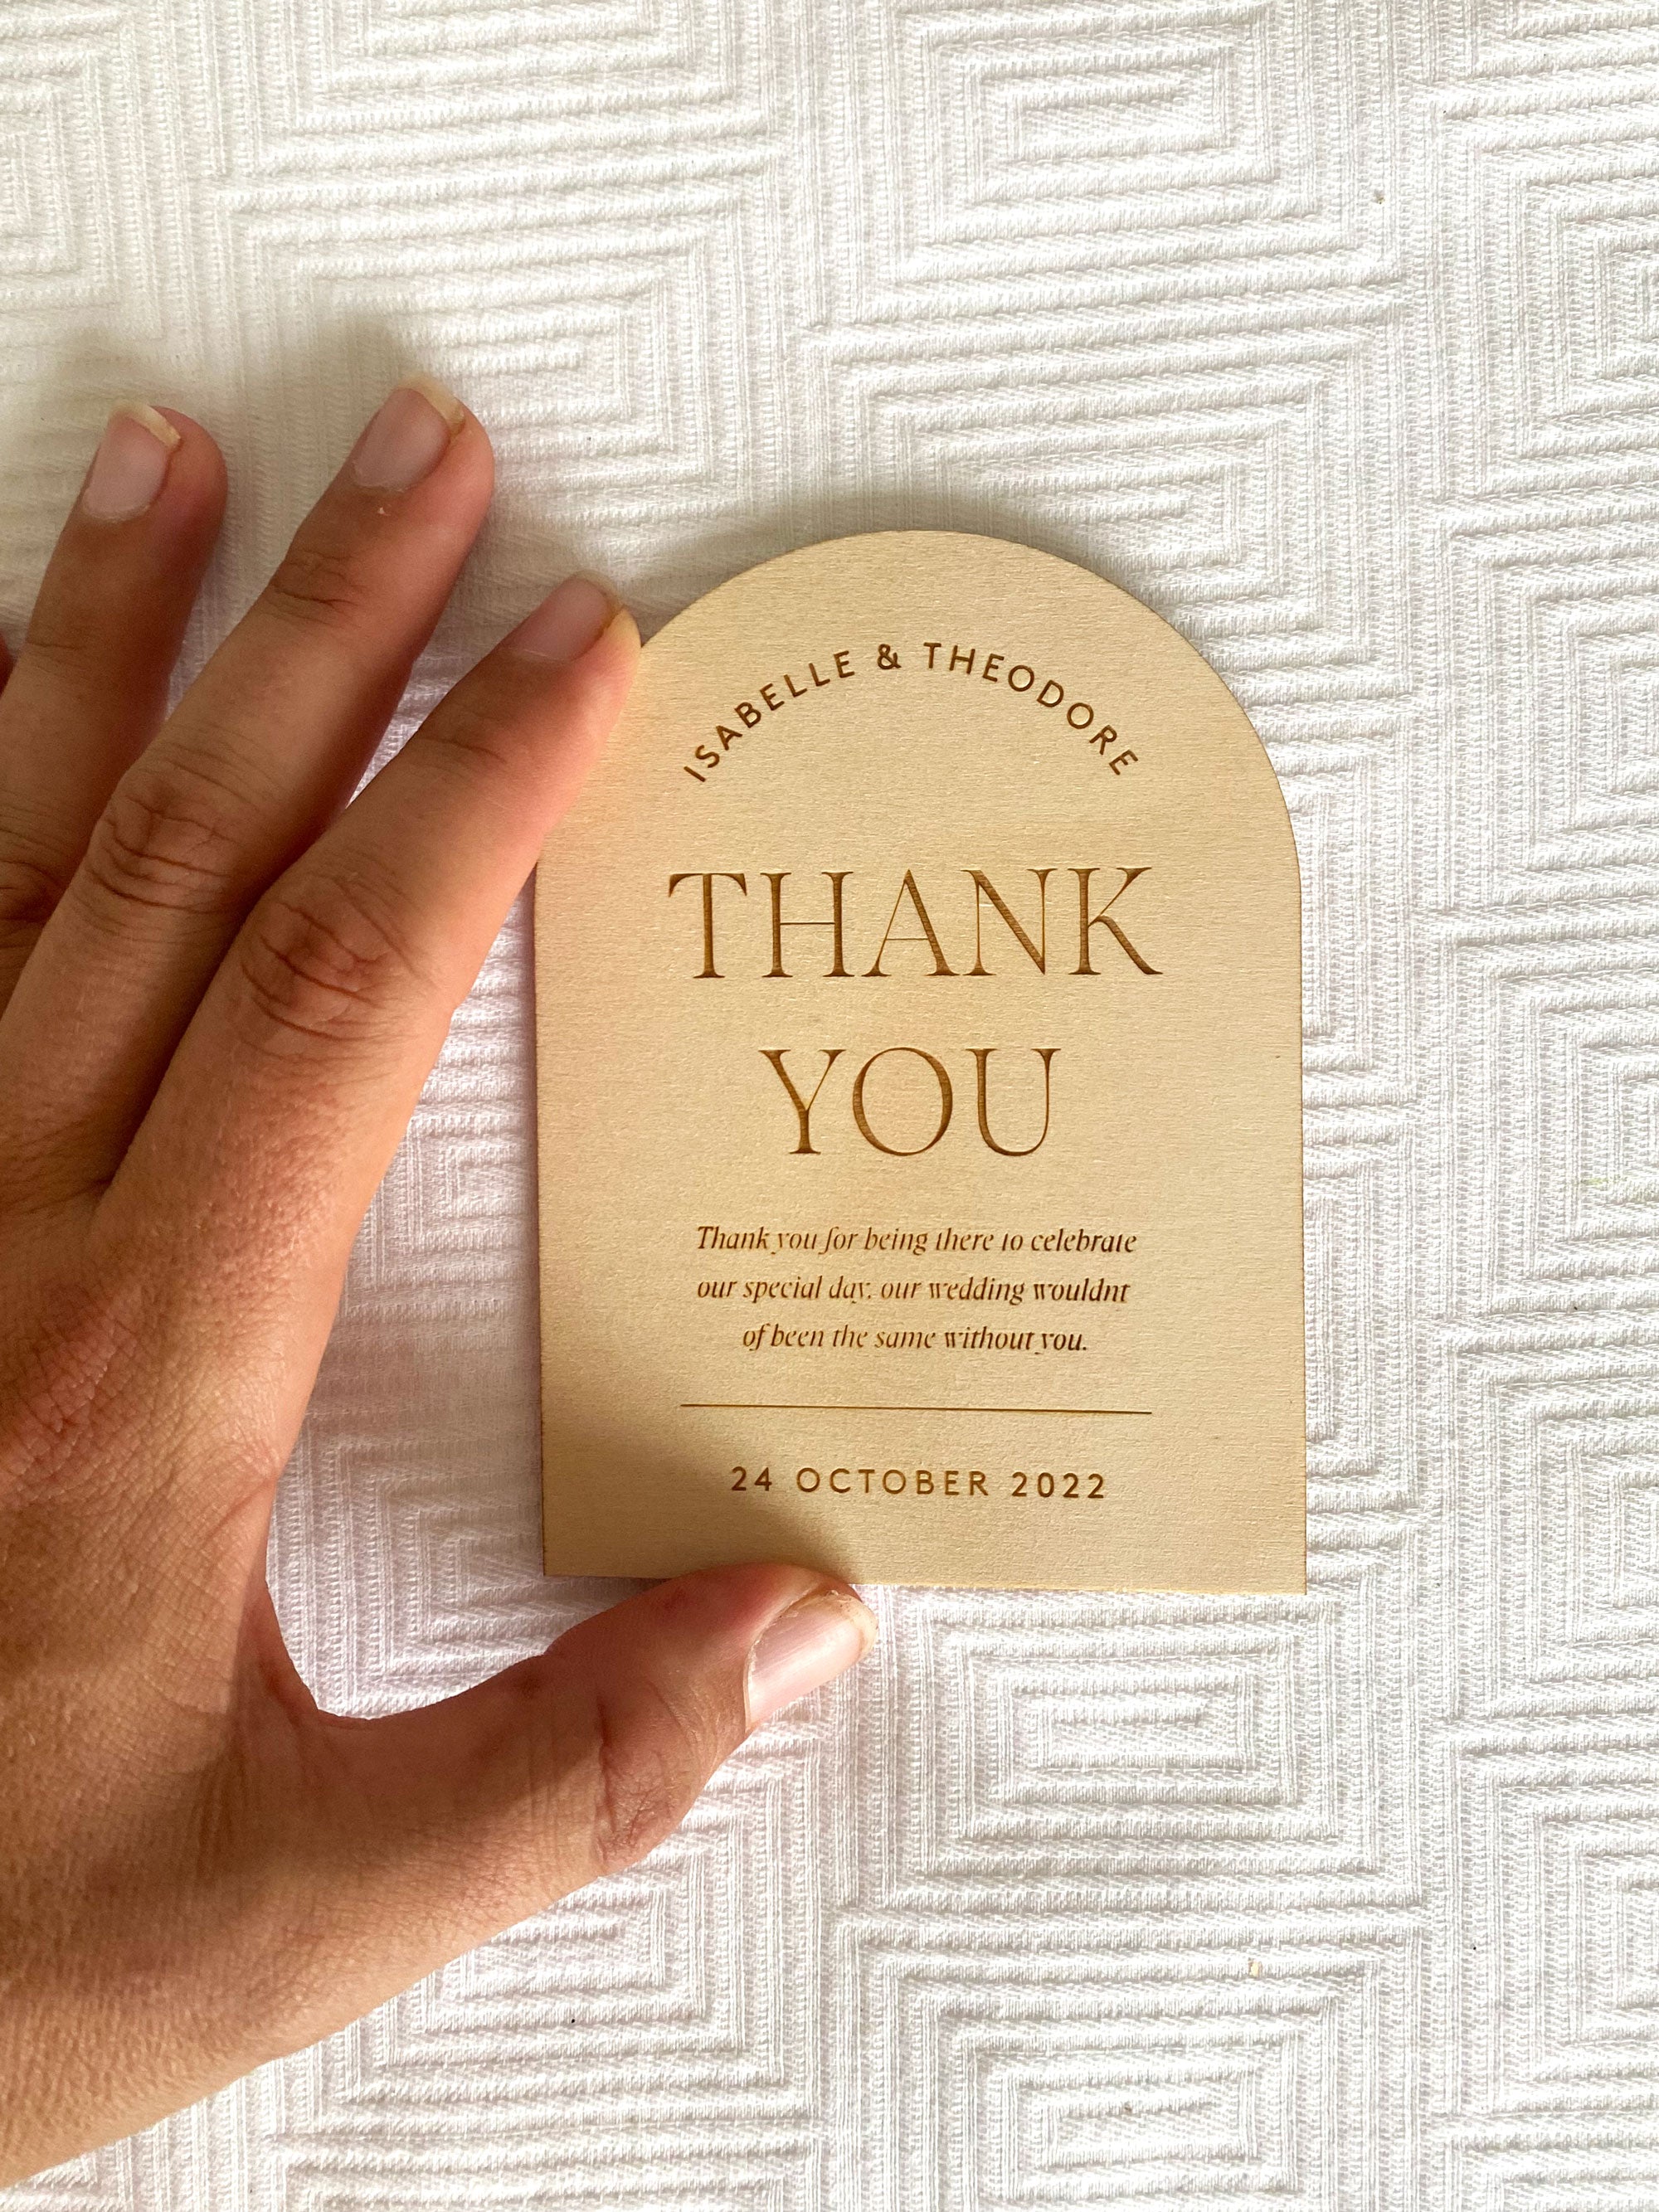 ISABELLE & THEODORE
THANK
YOU
Thank you for being there to celebrate
our special day, our wedding wouldnt
of been the same without you.
24 OCTOBER 2022